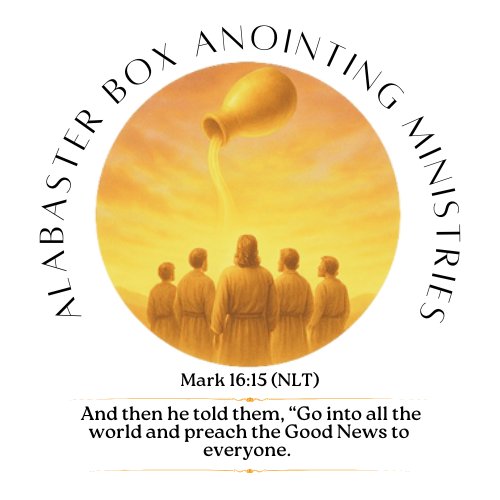 ALABASTER BOX ANOINTING MINISTRIES
Mark 16:15 (NLT)
And then he told them, “Go into all the
world and preach the Good News to
everyone.